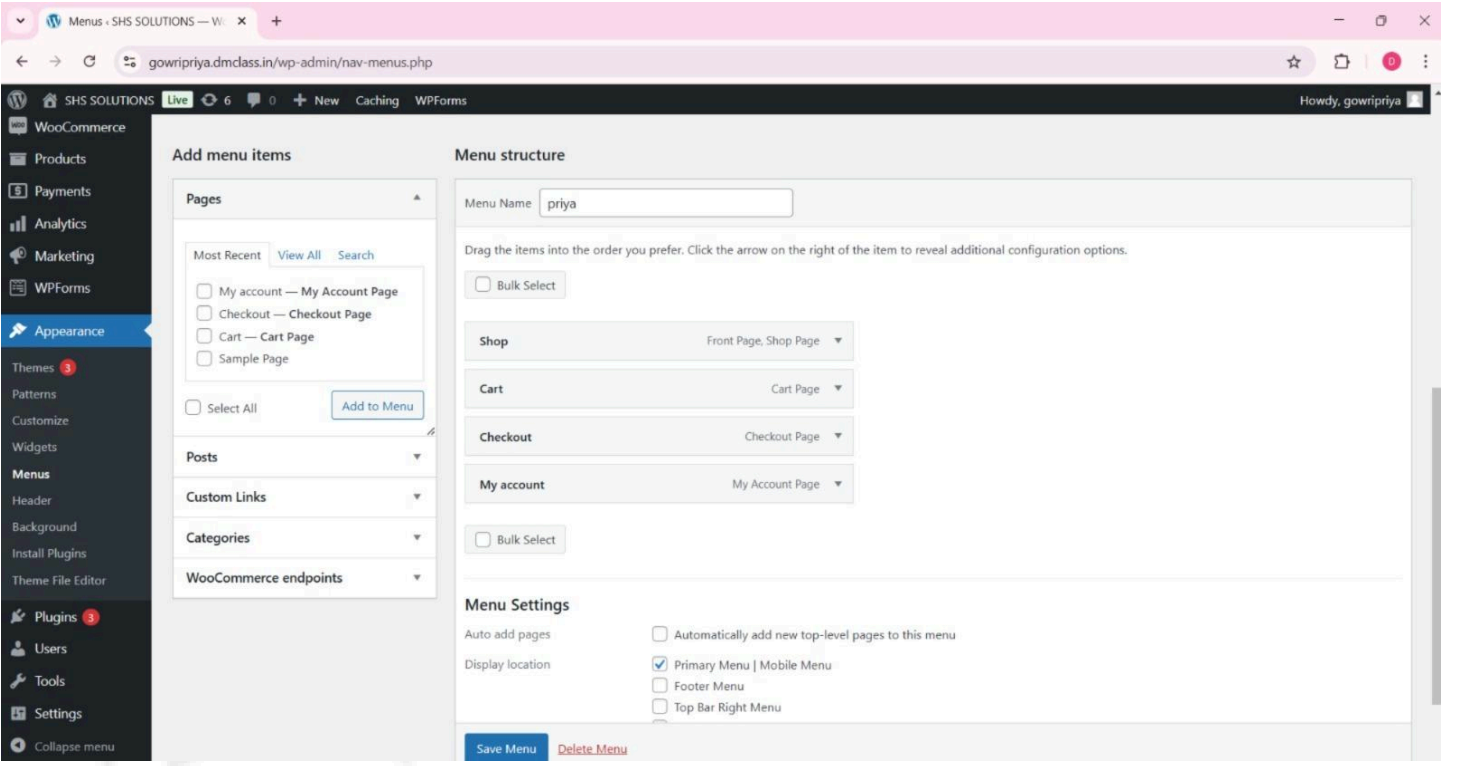 Menus ‹ SHS SOLUTIONS — Wo
gowripriya.dmclass.in/wp-admin/nav-menus.php
D
SHS SOLUTIONS Live 6 0 + New Caching WPForms
Howdy, gowripriya
WooCommerce
Products
Payments
Analytics
Marketing
WPForms
Appearance
Themes 3
Patterns
Customize
Widgets
Menus
Header
Background
Install Plugins
Theme File Editor
Plugins 3
Users
Tools
Settings
Collapse menu
Add menu items
Pages
Most Recent View All Search
My account — My Account Page
Checkout — Checkout Page
Cart — Cart Page
Sample Page
Select All
Add to Menu
Posts
Custom Links
Categories
WooCommerce endpoints
Menu structure
Menu Name priya
Drag the items into the order you prefer. Click the arrow on the right of the item to reveal additional configuration options.
Bulk Select
Shop Front Page, Shop Page
Cart Cart Page
Checkout Checkout Page
My account My Account Page
Bulk Select
Menu Settings
Auto add pages Automatically add new top-level pages to this menu
Display location Primary Menu | Mobile Menu
Footer Menu
Top Bar Right Menu
Save Menu Delete Menu